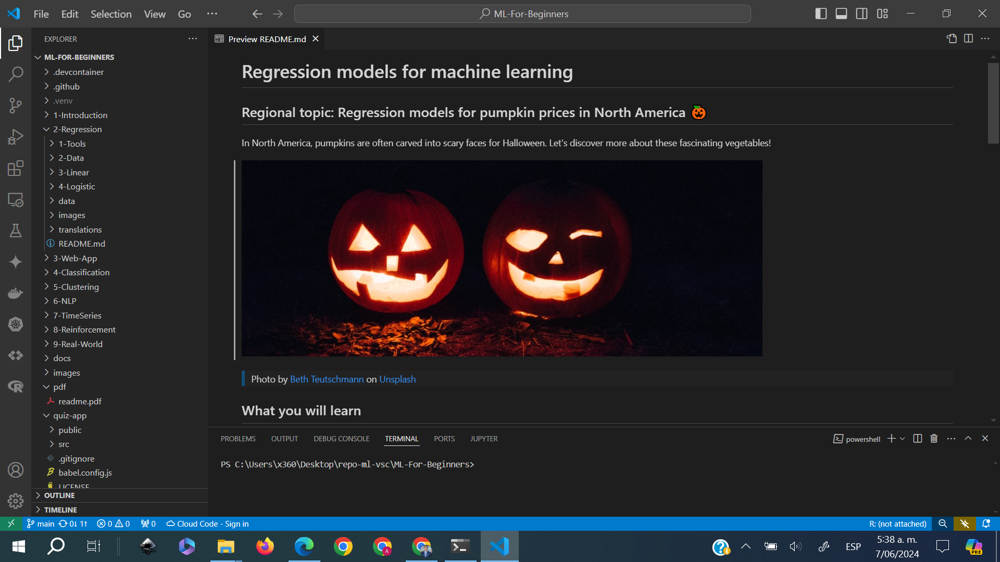 File Edit Selection View Go ···
ML-For-Beginners
EXPLORER
Preview README.md
ML-FOR-BEGINNERS
.devcontainer
.github
.venv
1-Introduction
2-Regression
1-Tools
2-Data
3-Linear
4-Logistic
data
images
translations
README.md
3-Web-App
4-Classification
5-Clustering
6-NLP
7-TimeSeries
8-Reinforcement
9-Real-World
docs
images
pdf
readme.pdf
quiz-app
public
src
.gitignore
babel.config.js
LICENSE
OUTLINE
TIMELINE
Regression models for machine learning
Regional topic: Regression models for pumpkin prices in North America 🎃
In North America, pumpkins are often carved into scary faces for Halloween. Let's discover more about these fascinating vegetables!
Photo by Beth Teutschmann on Unsplash
What you will learn
PROBLEMS OUTPUT DEBUG CONSOLE TERMINAL PORTS JUPYTER
powershell
PS C:\Users\x360\Desktop\repo-ml-vsc\ML-For-Beginners>
main 0↓ 1↑ 0 0 0 Cloud Code - Sign in
R: (not attached)
A
ESP
5:38 a. m.
7/06/2024
PRE